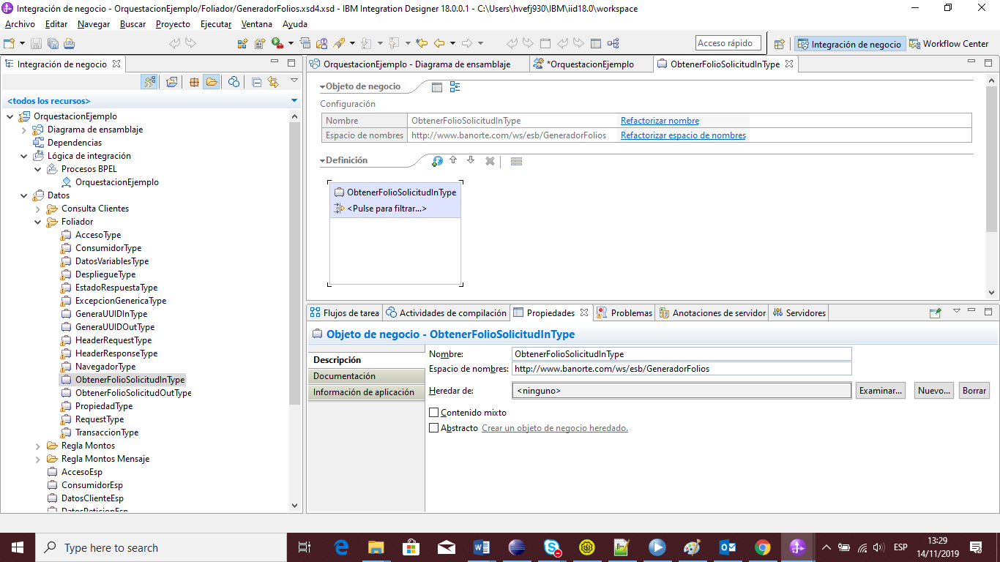 Integración de negocio - OrquestacionEjemplo/Foliador/GeneradorFolios.xsd4.xsd - IBM Integration Designer 18.0.0.1 - C:\Users\hvefj930\IBM\iid18.0\workspace
Archivo Editar Navegar Buscar Proyecto Ejecutar Ventana Ayuda
Acceso rápido Integración de negocio Workflow Center
Integración de negocio
<todos los recursos>
OrquestacionEjemplo
Diagrama de ensamblaje
Dependencias
Lógica de integración
Procesos BPEL
OrquestacionEjemplo
Datos
Consulta Clientes
Foliador
AccesoType
ConsumidorType
DatosVariablesType
DespliegueType
EstadoRespuestaType
ExcepcionGenericaType
GeneraUUIDInType
GeneraUUIDOutType
HeaderRequestType
HeaderResponseType
NavegadorType
ObtenerFolioSolicitudInType
ObtenerFolioSolicitudOutType
PropiedadType
RequestType
TransaccionType
Regla Montos
Regla Montos Mensaje
AccesoEsp
ConsumidorEsp
DatosClienteEsp
DatosPeticionEsp
OrquestacionEjemplo - Diagrama de ensamblaje *OrquestacionEjemplo ObtenerFolioSolicitudInType
Objeto de negocio
Configuración
Nombre ObtenerFolioSolicitudInType Refactorizar nombre
Espacio de nombres http://www.banorte.com/ws/esb/GeneradorFolios Refactorizar espacio de nombres
Definición
ObtenerFolioSolicitudInType
<Pulse para filtrar...>
Flujos de tarea Actividades de compilación Propiedades Problemas Anotaciones de servidor Servidores
Objeto de negocio - ObtenerFolioSolicitudInType
Descripción
Documentación
Información de aplicación
Nombre: ObtenerFolioSolicitudInType
Espacio de nombres: http://www.banorte.com/ws/esb/GeneradorFolios
Heredar de: <ninguno> Examinar... Nuevo... Borrar
Contenido mixto
Abstracto Crear un objeto de negocio heredado.
Type here to search
ESP
13:29
14/11/2019